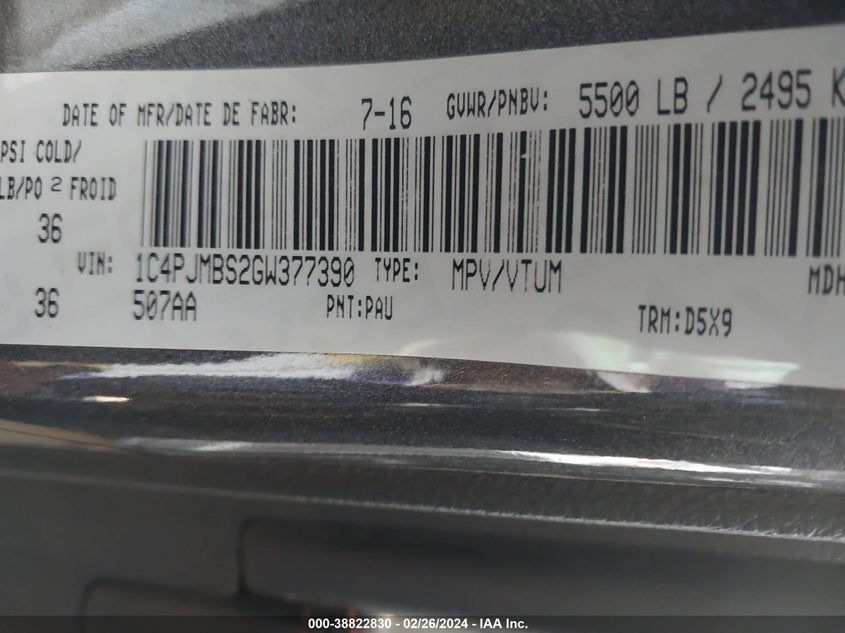 DATE OF MFR/DATE DE FABR: 7-16 GVWR/PNBV: 5500 LB / 2495 K
PSI COLD/
LB/PO 2 FROID
36
VIN: 1C4PJMBS2GW377390 TYPE: MPV/VTUM MDH
36 507AA PNT:PAU TRM:D5X9
000-38822830 - 02/26/2024 - IAA Inc.